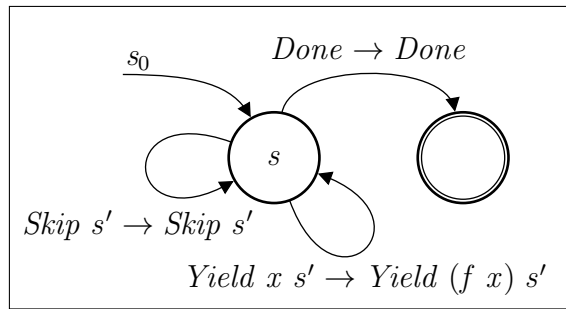 Done → Done
s₀
s
Skip s′ → Skip s′
Yield x s′ → Yield (f x) s′